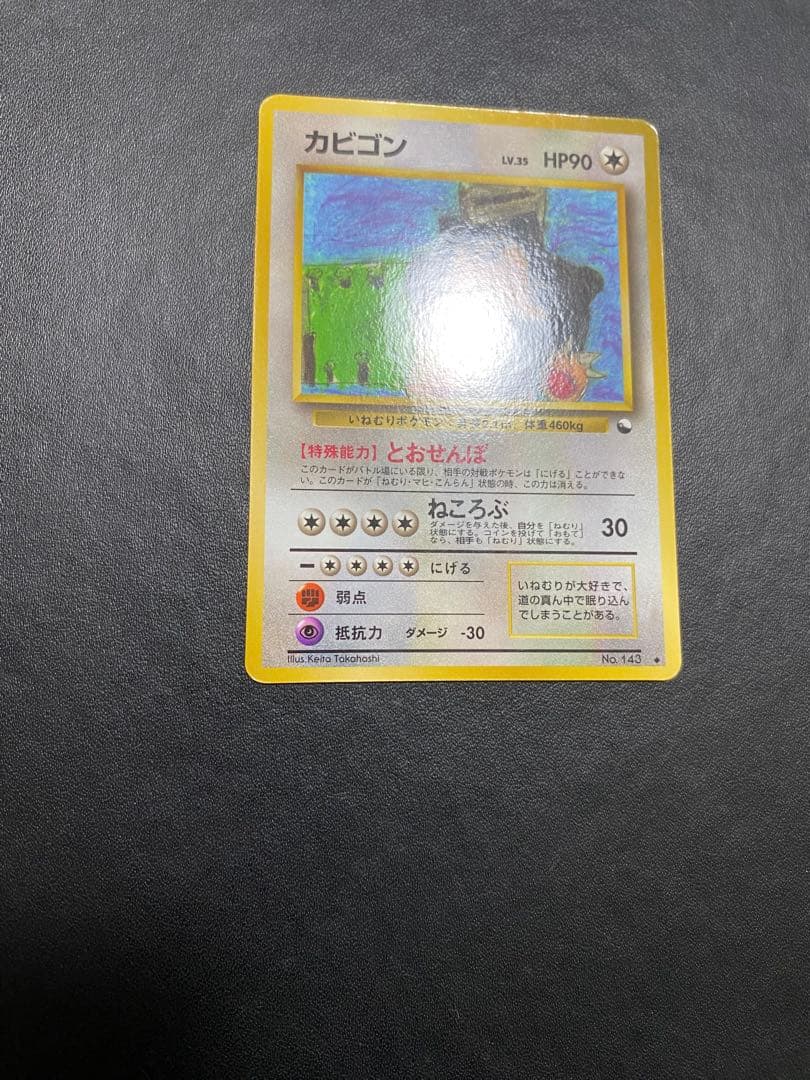 カビゴン
LV.35 HP90
いねむりポケモン 体重460kg
【特殊能力】とおせんぼ
このカードがバトル場にいる限り、相手の対戦ポケモンは「にげる」ことができな
い。このカードが「ねむり・マヒ・こんらん」状態の時、この力は消える。
ねころぶ
ダメージを与えた後、自分を「ねむり」
状態にする。コインを投げて「おもて」
なら、相手も「ねむり」状態にする。
30
にげる
弱点
抵抗力 ダメージ -30
いねむりが大好きで、
道の真ん中で眠り込ん
でしまうことがある。
Illus.Keita Takahashi
No. 143